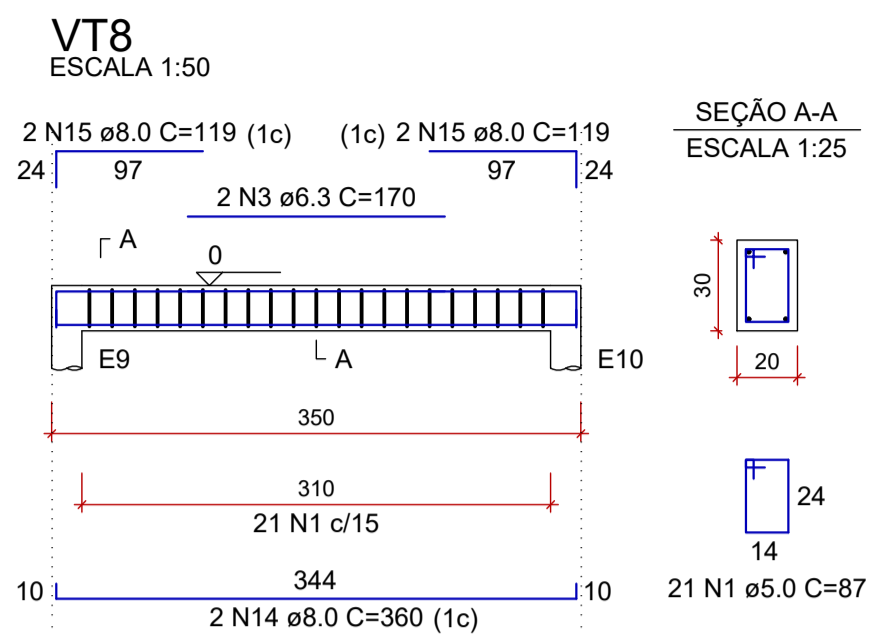 VT8
ESCALA 1:50
2 N15 ø8.0 C=119 (1c)
(1c) 2 N15 ø8.0 C=119
24
97
97
24
2 N3 ø6.3 C=170
A
0
E9
A
E10
350
310
21 N1 c/15
10
344
10
2 N14 ø8.0 C=360 (1c)
SEÇÃO A-A
ESCALA 1:25
30
20
24
14
21 N1 ø5.0 C=87